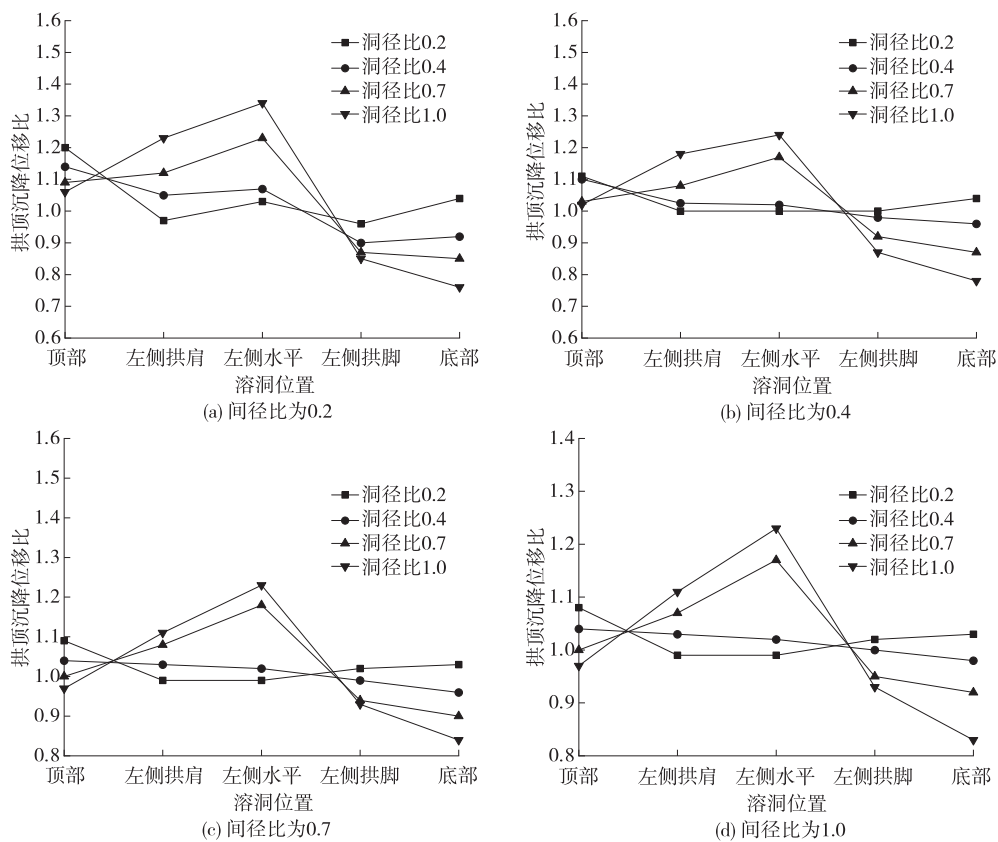 1.6
1.5
1.4
1.3
1.2
1.1
1.0
0.9
0.8
0.7
0.6
拱顶沉降位移比
洞径比0.2
洞径比0.4
洞径比0.7
洞径比1.0
顶部 左侧拱肩 左侧水平 左侧拱脚 底部
溶洞位置
(a) 间径比为0.2
1.6
1.5
1.4
1.3
1.2
1.1
1.0
0.9
0.8
0.7
0.6
拱顶沉降位移比
洞径比0.2
洞径比0.4
洞径比0.7
洞径比1.0
顶部 左侧拱肩 左侧水平 左侧拱脚 底部
溶洞位置
(b) 间径比为0.4
1.6
1.5
1.4
1.3
1.2
1.1
1.0
0.9
0.8
拱顶沉降位移比
洞径比0.2
洞径比0.4
洞径比0.7
洞径比1.0
顶部 左侧拱肩 左侧水平 左侧拱脚 底部
溶洞位置
(c) 间径比为0.7
1.4
1.3
1.2
1.1
1.0
0.9
0.8
拱顶沉降位移比
洞径比0.2
洞径比0.4
洞径比0.7
洞径比1.0
顶部 左侧拱肩 左侧水平 左侧拱脚 底部
溶洞位置
(d) 间径比为1.0